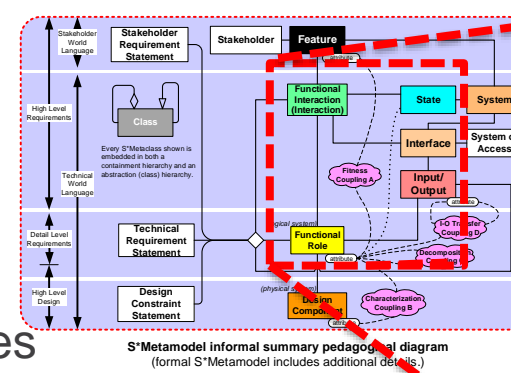 Stakeholder
World
Language
Stakeholder
Requirement
Statement
Stakeholder
Feature
attribute
High Level
Requirements
Class
Every S*Metaclass shown is
embedded in both a
containment hierarchy and an
abstraction (class) hierarchy.
Functional
Interaction
(Interaction)
State
System
Interface
System o
Access
Fitness
Coupling A
Technical
World
Language
Input/
Output
attribute
Detail Level
Requirements
Technical
Requirement
Statement
ogical system)
Functional
Role
attribute
I-O Transfer
Coupling D
Decomposition
Coupling
High Level
Design
Design
Constraint
Statement
(physical system)
Design
Component
attribute
Characterization
Coupling B
es
S*Metamodel informal summary pedagogical diagram
(formal S*Metamodel includes additional details.)